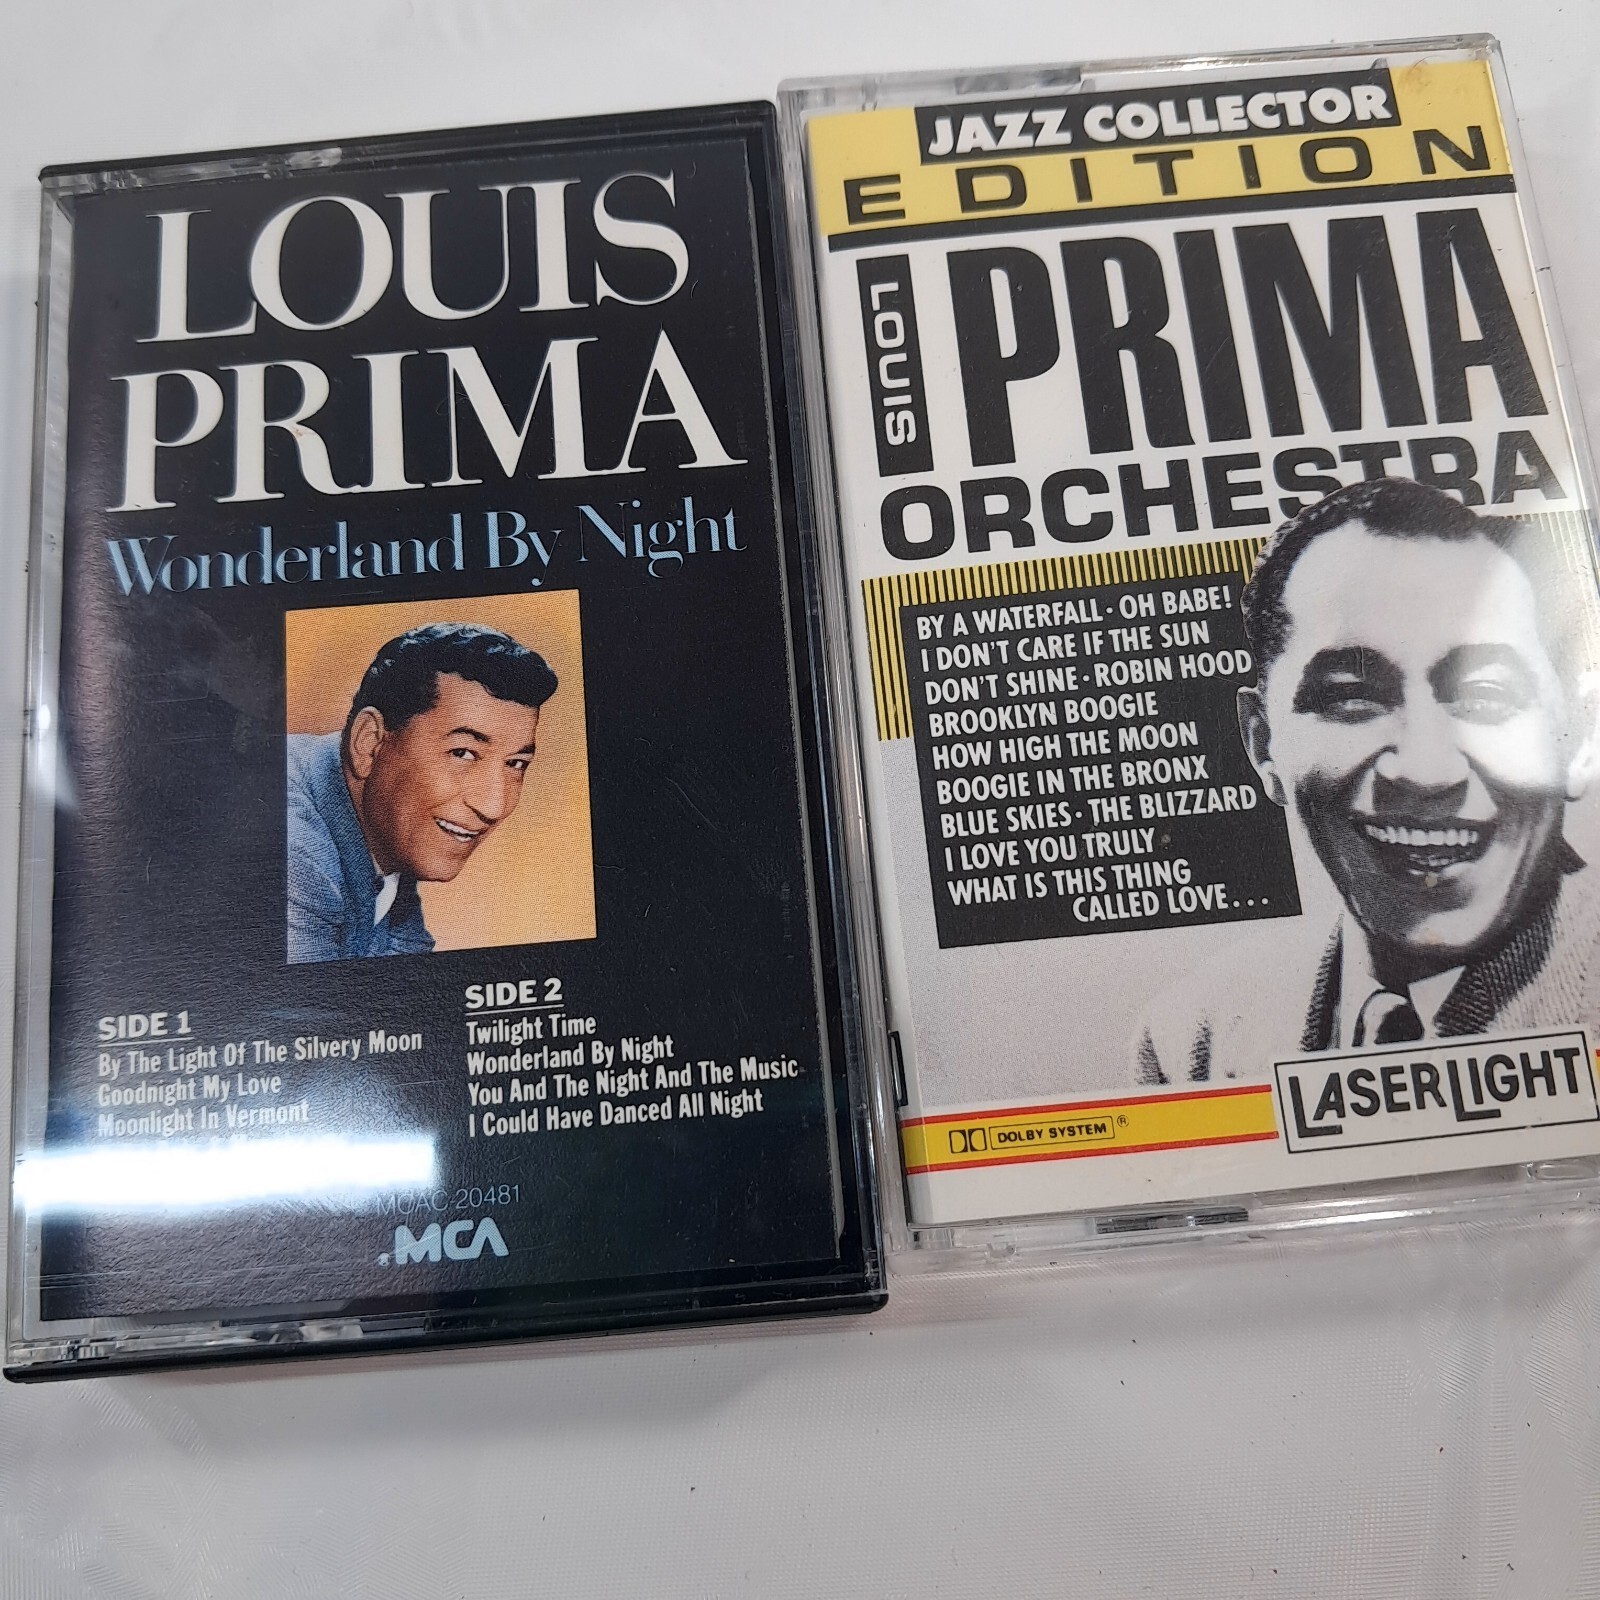 LOUIS
PRIMA
Wonderland By Night
SIDE 1
By The Light Of The Silvery Moon
Goodnight My Love
Moonlight In Vermont
SIDE 2
Twilight Time
Wonderland By Night
You And The Night And The Music
I Could Have Danced All Night
MCAC-20481
MCA
JAZZ COLLECTOR
EDITION
LOUIS
PRIMA
ORCHESTRA
BY A WATERFALL · OH BABE!
I DON'T CARE IF THE SUN
DON'T SHINE · ROBIN HOOD
BROOKLYN BOOGIE
HOW HIGH THE MOON
BOOGIE IN THE BRONX
BLUE SKIES · THE BLIZZARD
I LOVE YOU TRULY
WHAT IS THIS THING
CALLED LOVE...
DOLBY SYSTEM ®
LASERLIGHT